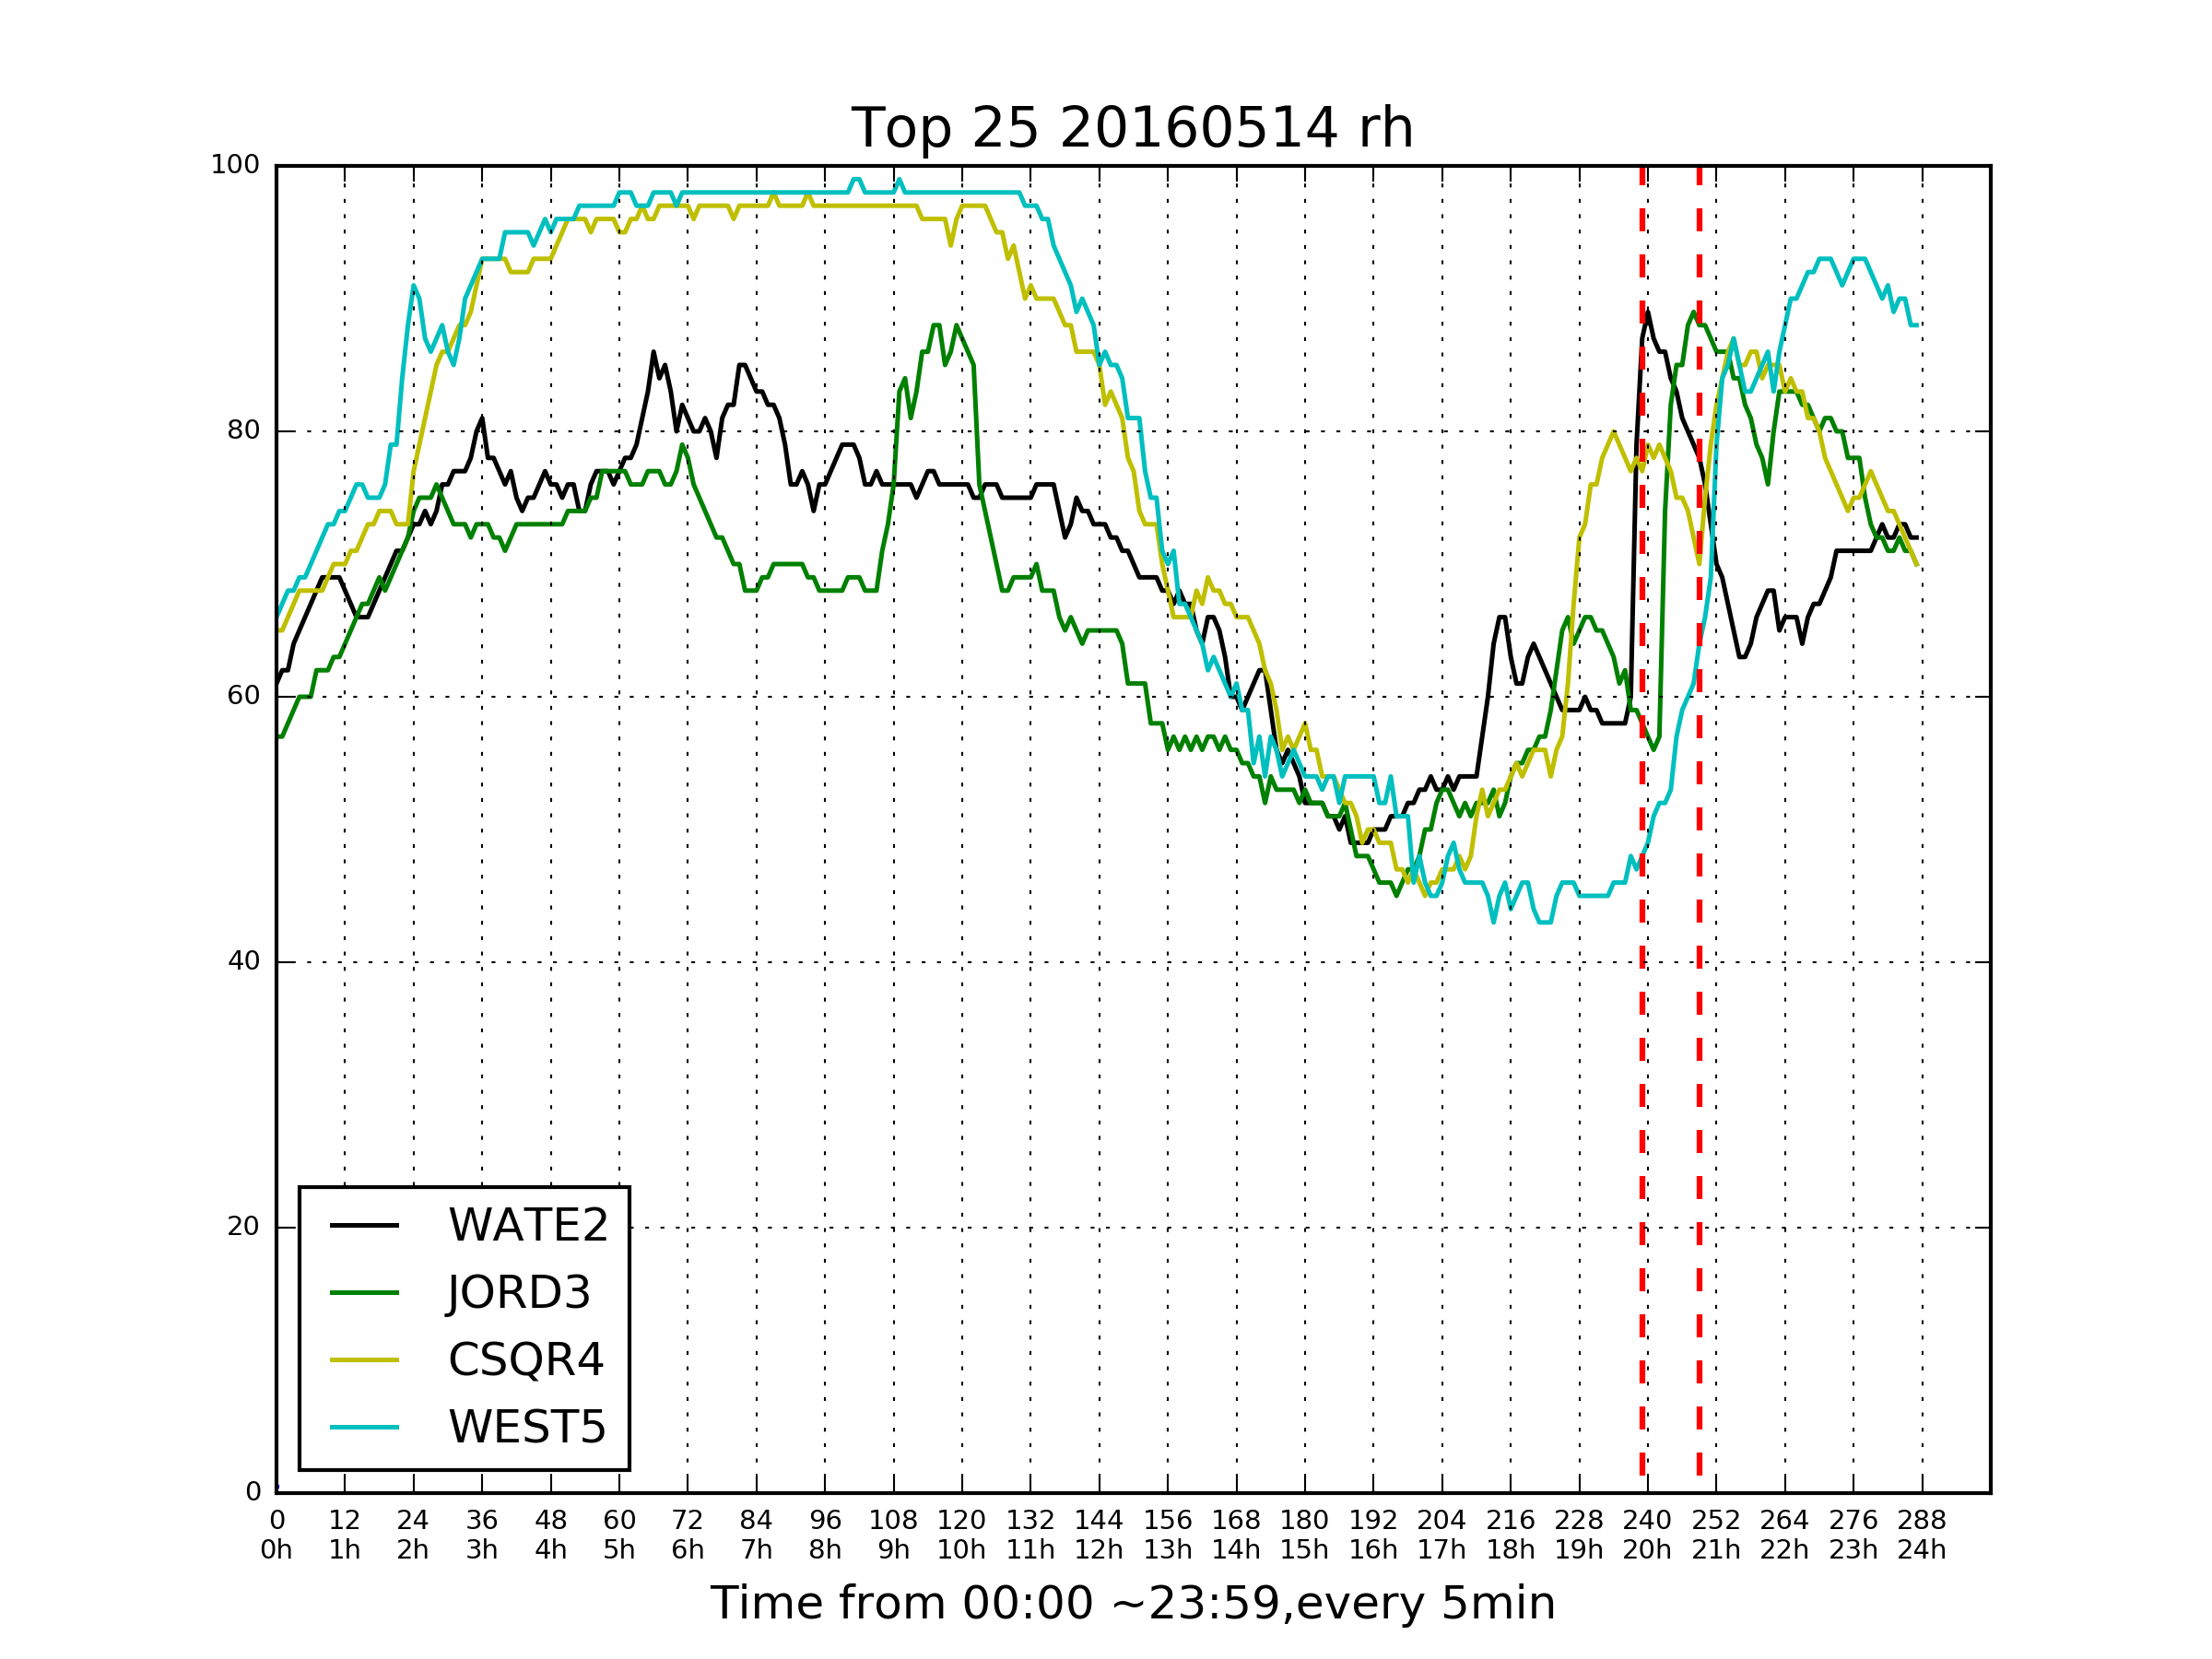 Top 25 20160514 rh
100
80
60
40
20
0
WATE2
JORD3
CSQR4
WEST5
0 12 24 36 48 60 72 84 96 108 120 132 144 156 168 180 192 204 216 228 240 252 264 276 288
0h 1h 2h 3h 4h 5h 6h 7h 8h 9h 10h 11h 12h 13h 14h 15h 16h 17h 18h 19h 20h 21h 22h 23h 24h
Time from 00:00 ~23:59,every 5min